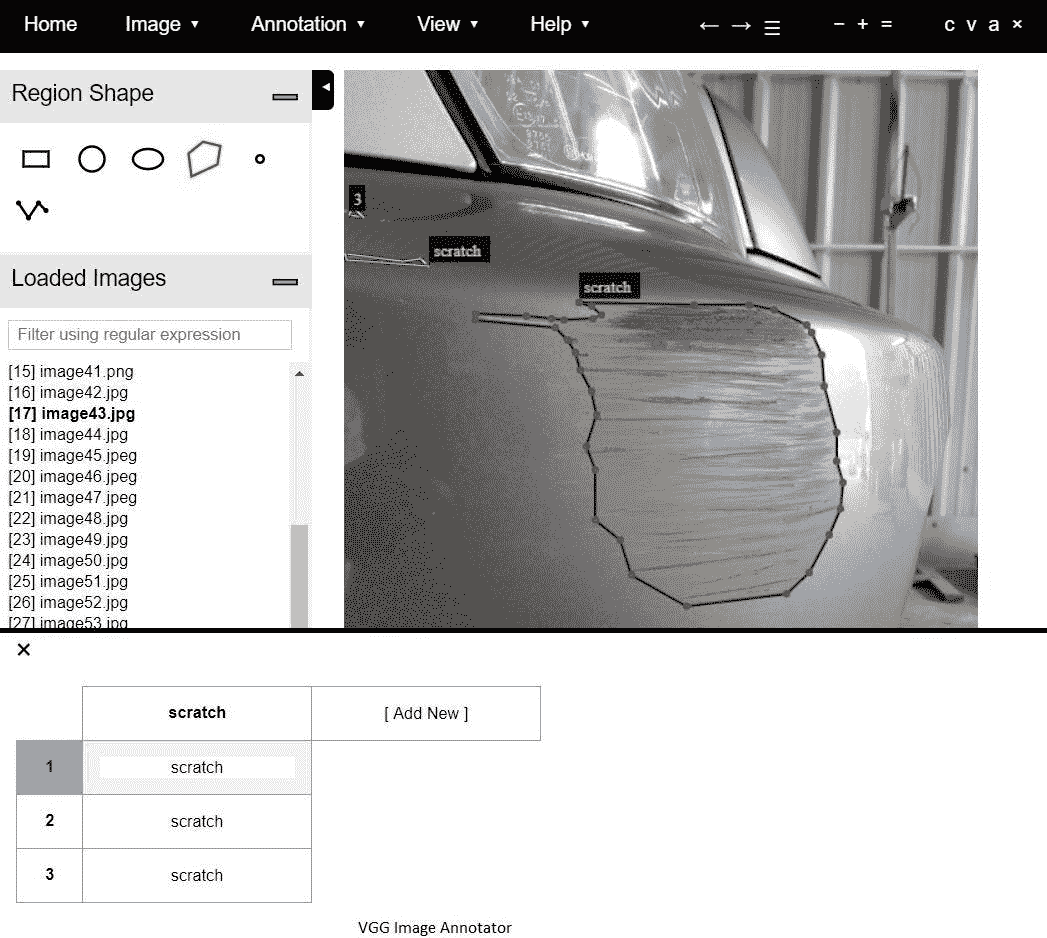 Home Image ▼ Annotation ▼ View ▼ Help ▼ ← → ☰ − + = c v a ×
Region Shape
Loaded Images
Filter using regular expression
[15] image41.png
[16] image42.jpg
[17] image43.jpg
[18] image44.jpg
[19] image45.jpeg
[20] image46.jpeg
[21] image47.jpeg
[22] image48.jpg
[23] image49.jpg
[24] image50.jpg
[25] image51.jpg
[26] image52.jpg
[27] image53.jpg
3
scratch
scratch
×
scratch [ Add New ]
1 scratch
2 scratch
3 scratch
VGG Image Annotator